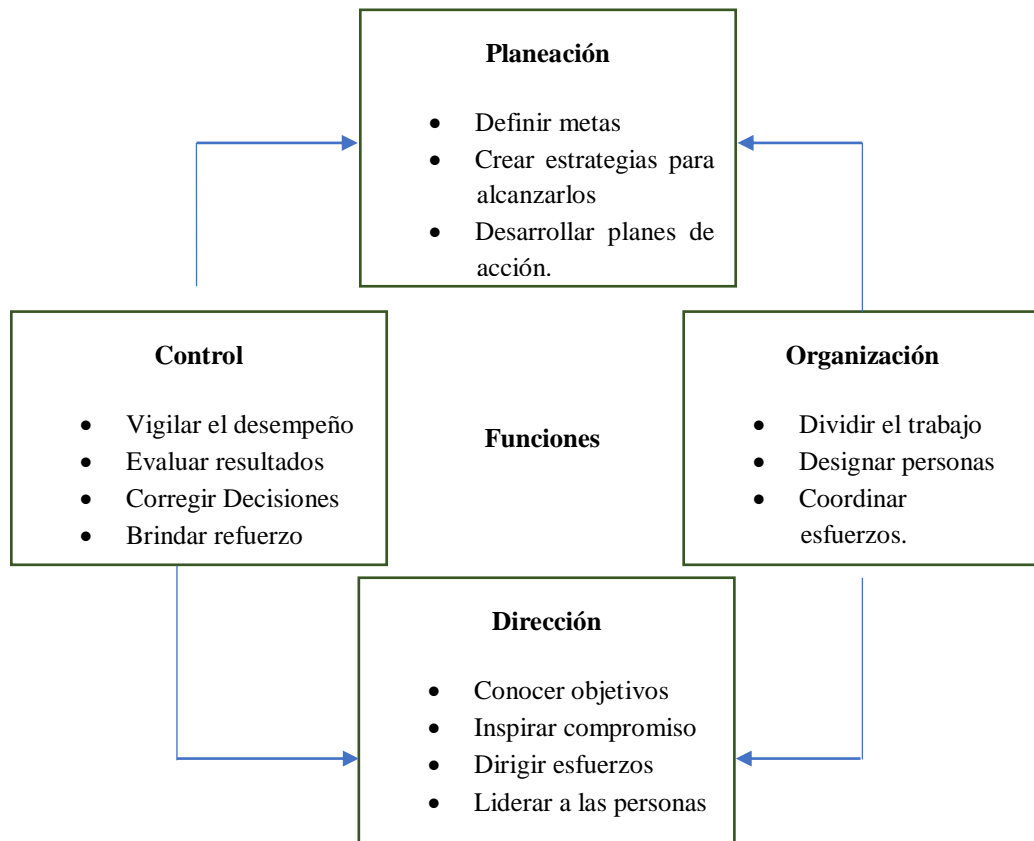 Planeación
• Definir metas
• Crear estrategias para
alcanzarlos
• Desarrollar planes de
acción.
Control
• Vigilar el desempeño
• Evaluar resultados
• Corregir Decisiones
• Brindar refuerzo
Funciones
Organización
• Dividir el trabajo
• Designar personas
• Coordinar
esfuerzos.
Dirección
• Conocer objetivos
• Inspirar compromiso
• Dirigir esfuerzos
• Liderar a las personas